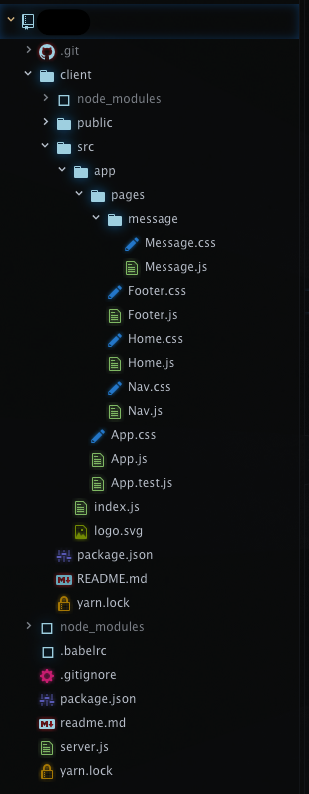 .git
client
node_modules
public
src
app
pages
message
Message.css
Message.js
Footer.css
Footer.js
Home.css
Home.js
Nav.css
Nav.js
App.css
App.js
App.test.js
index.js
logo.svg
package.json
README.md
yarn.lock
node_modules
.babelrc
.gitignore
package.json
readme.md
server.js
yarn.lock